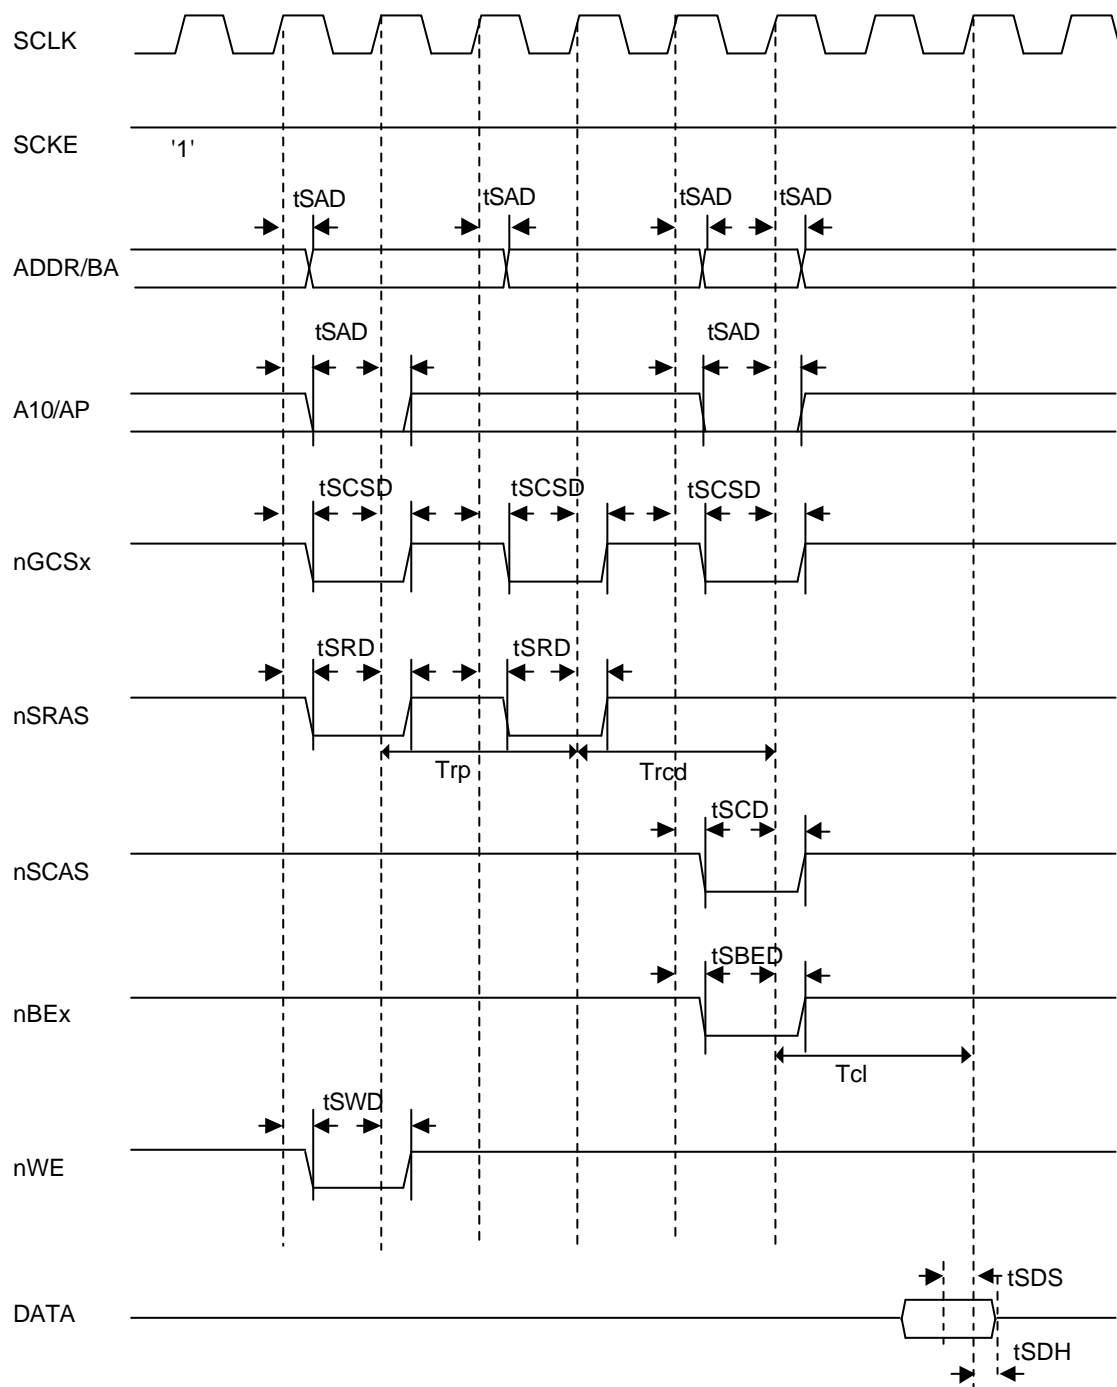 SCLK
SCKE
'1'
tSAD
tSAD
tSAD
tSAD
ADDR/BA
tSAD
tSAD
A10/AP
tSCSD
tSCSD
tSCSD
nGCSx
tSRD
tSRD
nSRAS
Trp
Trcd
tSCD
nSCAS
tSBED
nBEx
Tcl
tSWD
nWE
tSDS
DATA
tSDH